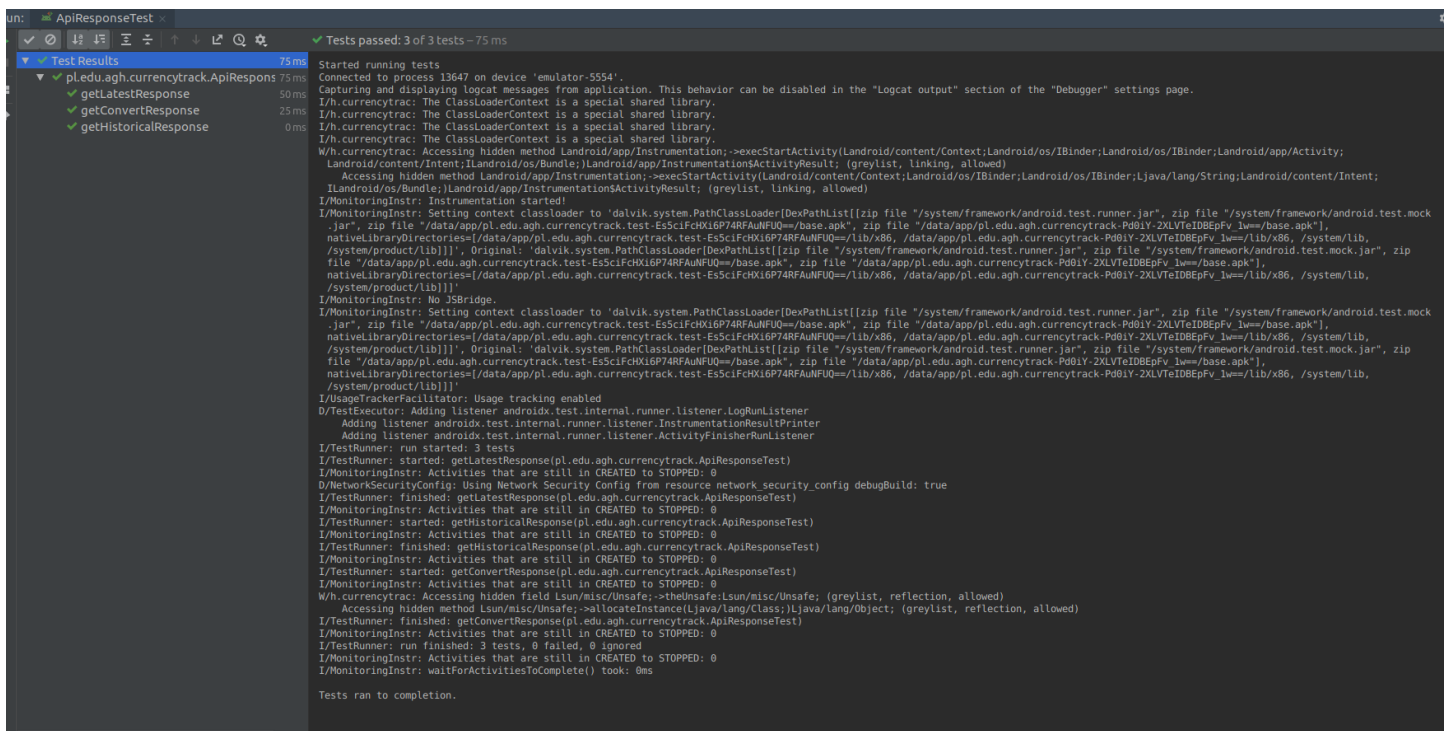 un: ApiResponseTest ×
Tests passed: 3 of 3 tests – 75 ms
Test Results 75 ms
pl.edu.agh.currencytrack.ApiRespons 75 ms
getLatestResponse 50 ms
getConvertResponse 25 ms
getHistoricalResponse 0 ms
Started running tests
Connected to process 13647 on device 'emulator-5554'.
Capturing and displaying logcat messages from application. This behavior can be disabled in the "Logcat output" section of the "Debugger" settings page.
I/h.currencytrac: The ClassLoaderContext is a special shared library.
I/h.currencytrac: The ClassLoaderContext is a special shared library.
I/h.currencytrac: The ClassLoaderContext is a special shared library.
I/h.currencytrac: The ClassLoaderContext is a special shared library.
W/h.currencytrac: Accessing hidden method Landroid/app/Instrumentation;->execStartActivity(Landroid/content/Context;Landroid/os/IBinder;Landroid/os/IBinder;Landroid/app/Activity;
Landroid/content/Intent;ILandroid/os/Bundle;)Landroid/app/Instrumentation$ActivityResult; (greylist, linking, allowed)
Accessing hidden method Landroid/app/Instrumentation;->execStartActivity(Landroid/content/Context;Landroid/os/IBinder;Landroid/os/IBinder;Ljava/lang/String;Landroid/content/Intent;
ILandroid/os/Bundle;)Landroid/app/Instrumentation$ActivityResult; (greylist, linking, allowed)
I/MonitoringInstr: Instrumentation started!
I/MonitoringInstr: Setting context classloader to 'dalvik.system.PathClassLoader[DexPathList[[zip file "/system/framework/android.test.runner.jar", zip file "/system/framework/android.test.mock
.jar", zip file "/data/app/pl.edu.agh.currencytrack.test-Es5ciFcHXi6P74RFAuNFUQ==/base.apk", zip file "/data/app/pl.edu.agh.currencytrack-Pd0iY-2XLVTeIDBEpFv_1w==/base.apk"],
nativeLibraryDirectories=[/data/app/pl.edu.agh.currencytrack.test-Es5ciFcHXi6P74RFAuNFUQ==/lib/x86, /data/app/pl.edu.agh.currencytrack-Pd0iY-2XLVTeIDBEpFv_1w==/lib/x86, /system/lib,
/system/product/lib]]]', Original: 'dalvik.system.PathClassLoader[DexPathList[[zip file "/system/framework/android.test.runner.jar", zip file "/system/framework/android.test.mock.jar", zip
file "/data/app/pl.edu.agh.currencytrack.test-Es5ciFcHXi6P74RFAuNFUQ==/base.apk", zip file "/data/app/pl.edu.agh.currencytrack-Pd0iY-2XLVTeIDBEpFv_1w==/base.apk"],
nativeLibraryDirectories=[/data/app/pl.edu.agh.currencytrack.test-Es5ciFcHXi6P74RFAuNFUQ==/lib/x86, /data/app/pl.edu.agh.currencytrack-Pd0iY-2XLVTeIDBEpFv_1w==/lib/x86, /system/lib,
/system/product/lib]]]'
I/MonitoringInstr: No JSBridge.
I/MonitoringInstr: Setting context classloader to 'dalvik.system.PathClassLoader[DexPathList[[zip file "/system/framework/android.test.runner.jar", zip file "/system/framework/android.test.mock
.jar", zip file "/data/app/pl.edu.agh.currencytrack.test-Es5ciFcHXi6P74RFAuNFUQ==/base.apk", zip file "/data/app/pl.edu.agh.currencytrack-Pd0iY-2XLVTeIDBEpFv_1w==/base.apk"],
nativeLibraryDirectories=[/data/app/pl.edu.agh.currencytrack.test-Es5ciFcHXi6P74RFAuNFUQ==/lib/x86, /data/app/pl.edu.agh.currencytrack-Pd0iY-2XLVTeIDBEpFv_1w==/lib/x86, /system/lib,
/system/product/lib]]]', Original: 'dalvik.system.PathClassLoader[DexPathList[[zip file "/system/framework/android.test.runner.jar", zip file "/system/framework/android.test.mock.jar", zip
file "/data/app/pl.edu.agh.currencytrack.test-Es5ciFcHXi6P74RFAuNFUQ==/base.apk", zip file "/data/app/pl.edu.agh.currencytrack-Pd0iY-2XLVTeIDBEpFv_1w==/base.apk"],
nativeLibraryDirectories=[/data/app/pl.edu.agh.currencytrack.test-Es5ciFcHXi6P74RFAuNFUQ==/lib/x86, /data/app/pl.edu.agh.currencytrack-Pd0iY-2XLVTeIDBEpFv_1w==/lib/x86, /system/lib,
/system/product/lib]]]'
I/UsageTrackerFacilitator: Usage tracking enabled
D/TestExecutor: Adding listener androidx.test.internal.runner.listener.LogRunListener
Adding listener androidx.test.internal.runner.listener.InstrumentationResultPrinter
Adding listener androidx.test.internal.runner.listener.ActivityFinisherRunListener
I/TestRunner: run started: 3 tests
I/TestRunner: started: getLatestResponse(pl.edu.agh.currencytrack.ApiResponseTest)
I/MonitoringInstr: Activities that are still in CREATED to STOPPED: 0
D/NetworkSecurityConfig: Using Network Security Config from resource network_security_config debugBuild: true
I/TestRunner: finished: getLatestResponse(pl.edu.agh.currencytrack.ApiResponseTest)
I/MonitoringInstr: Activities that are still in CREATED to STOPPED: 0
I/TestRunner: started: getHistoricalResponse(pl.edu.agh.currencytrack.ApiResponseTest)
I/MonitoringInstr: Activities that are still in CREATED to STOPPED: 0
I/TestRunner: finished: getHistoricalResponse(pl.edu.agh.currencytrack.ApiResponseTest)
I/MonitoringInstr: Activities that are still in CREATED to STOPPED: 0
I/TestRunner: started: getConvertResponse(pl.edu.agh.currencytrack.ApiResponseTest)
I/MonitoringInstr: Activities that are still in CREATED to STOPPED: 0
W/h.currencytrac: Accessing hidden field Lsun/misc/Unsafe;->theUnsafe:Lsun/misc/Unsafe; (greylist, reflection, allowed)
Accessing hidden method Lsun/misc/Unsafe;->allocateInstance(Ljava/lang/Class;)Ljava/lang/Object; (greylist, reflection, allowed)
I/TestRunner: finished: getConvertResponse(pl.edu.agh.currencytrack.ApiResponseTest)
I/MonitoringInstr: Activities that are still in CREATED to STOPPED: 0
I/TestRunner: run finished: 3 tests, 0 failed, 0 ignored
I/MonitoringInstr: Activities that are still in CREATED to STOPPED: 0
I/MonitoringInstr: waitForActivitiesToComplete() took: 0ms
Tests ran to completion.